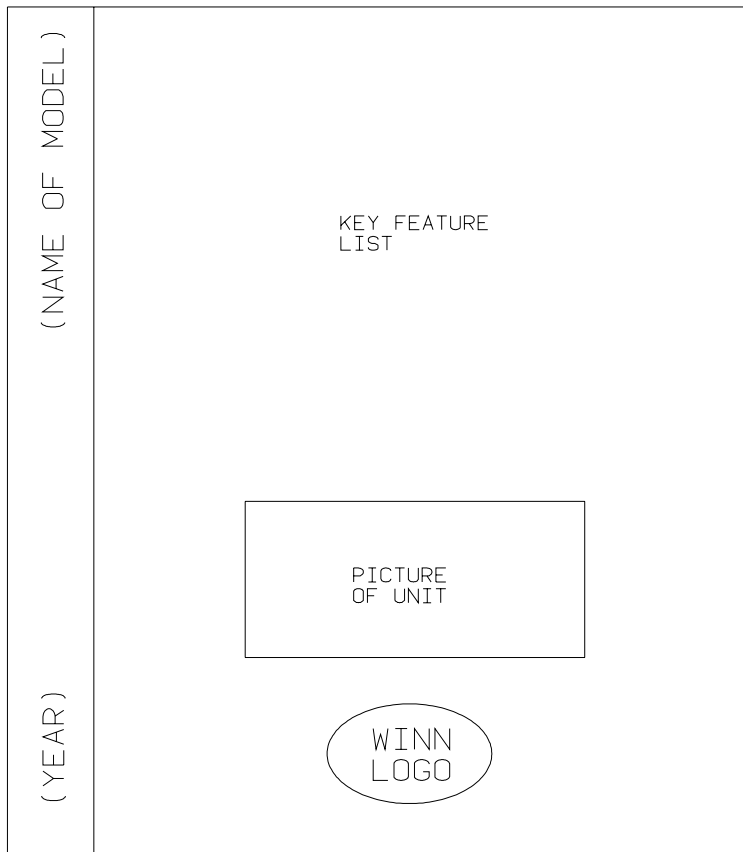 (NAME OF MODEL)
KEY FEATURE
LIST
PICTURE
OF UNIT
(YEAR)
WINN
LOGO